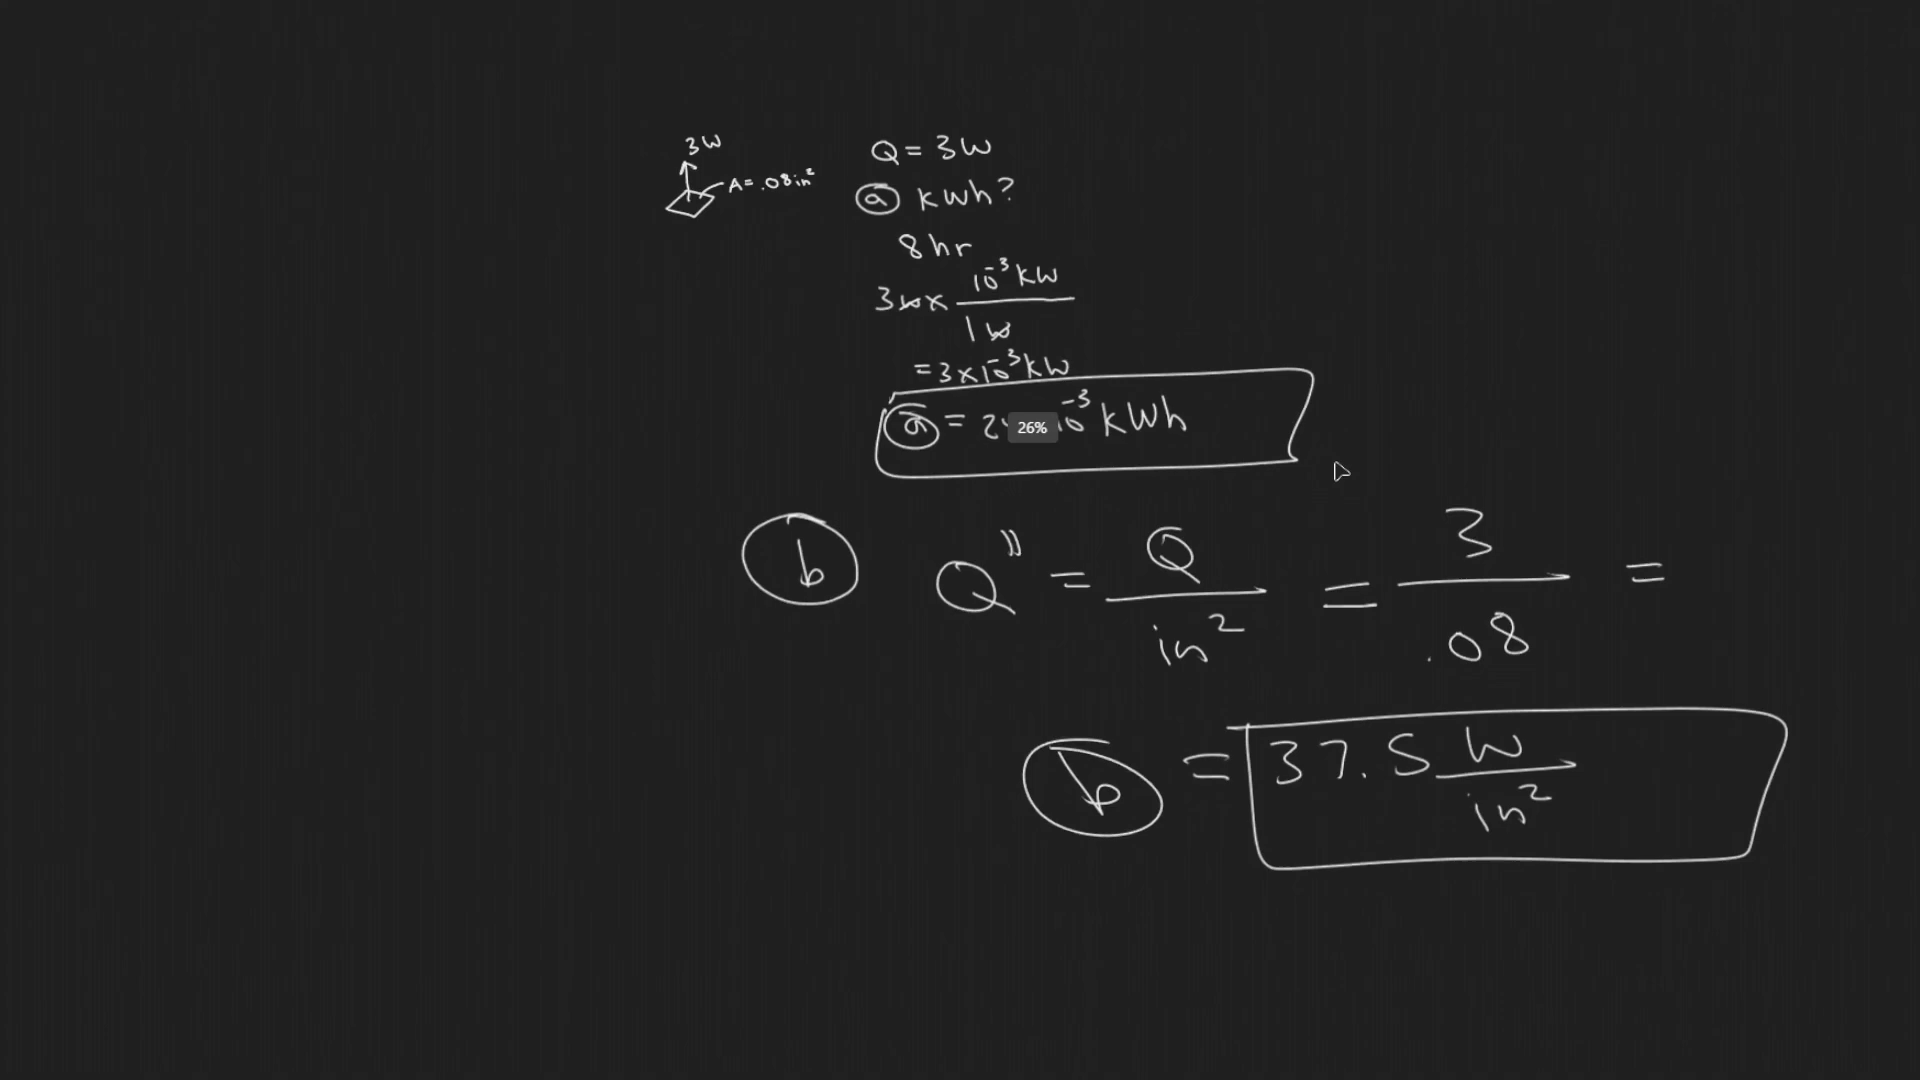 3W
A = .08in²
Q = 3W
ⓐ kWh?
8hr
3W x 10⁻³kW / 1W
= 3x10⁻³kW
ⓐ = 2 10⁻³ kWh
26%
ⓑ Q'' = Q / in² = 3 / .08 =
ⓑ = 37.5 W / in²